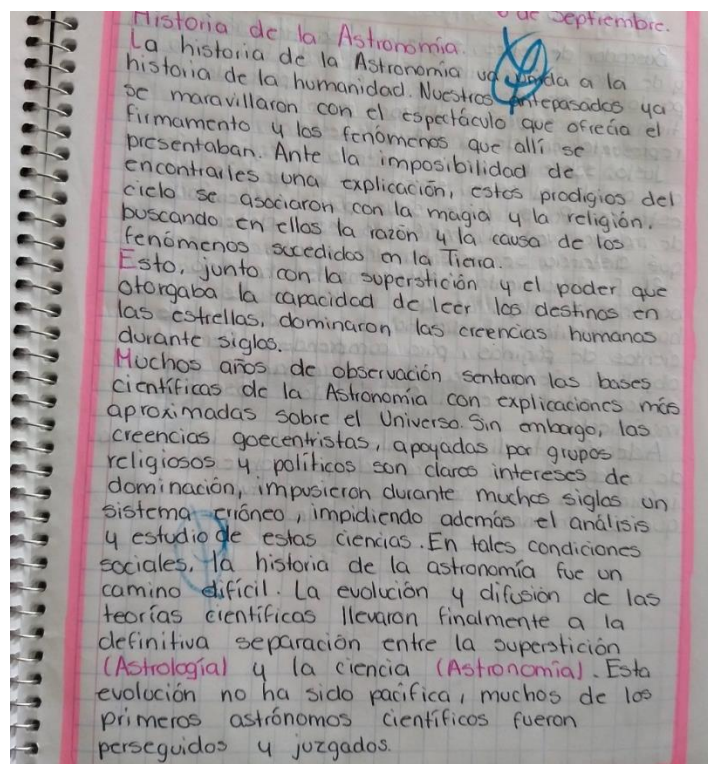 de septiembre.
Historia de la Astronomía.
La historia de la Astronomía va ligada a la
historia de la humanidad. Nuestros antepasados ya
se maravillaron con el espectáculo que ofrecía el
firmamento y los fenómenos que allí se
presentaban. Ante la imposibilidad de
encontrarles una explicación, estos prodigios del
cielo se asociaron con la magia y la religión,
buscando en ellos la razón y la causa de los
fenómenos sucedidos en la Tierra.
Esto, junto con la superstición y el poder que
otorgaba la capacidad de leer los destinos en
las estrellas, dominaron las creencias humanas
durante siglos.
Muchos años de observación sentaron las bases
científicas de la Astronomía con explicaciones más
aproximadas sobre el Universo. Sin embargo, las
creencias goecentristas, apoyadas por grupos
religiosos y políticos son claros intereses de
dominación, impusieron durante muchos siglos un
sistema erróneo, impidiendo además el análisis
y estudio de estas ciencias. En tales condiciones
sociales, la historia de la astronomía fue un
camino difícil. La evolución y difusión de las
teorías científicas llevaron finalmente a la
definitiva separación entre la superstición
(Astrología) y la ciencia (Astronomía). Esta
evolución no ha sido pacífica, muchos de los
primeros astrónomos científicos fueron
perseguidos y juzgados.